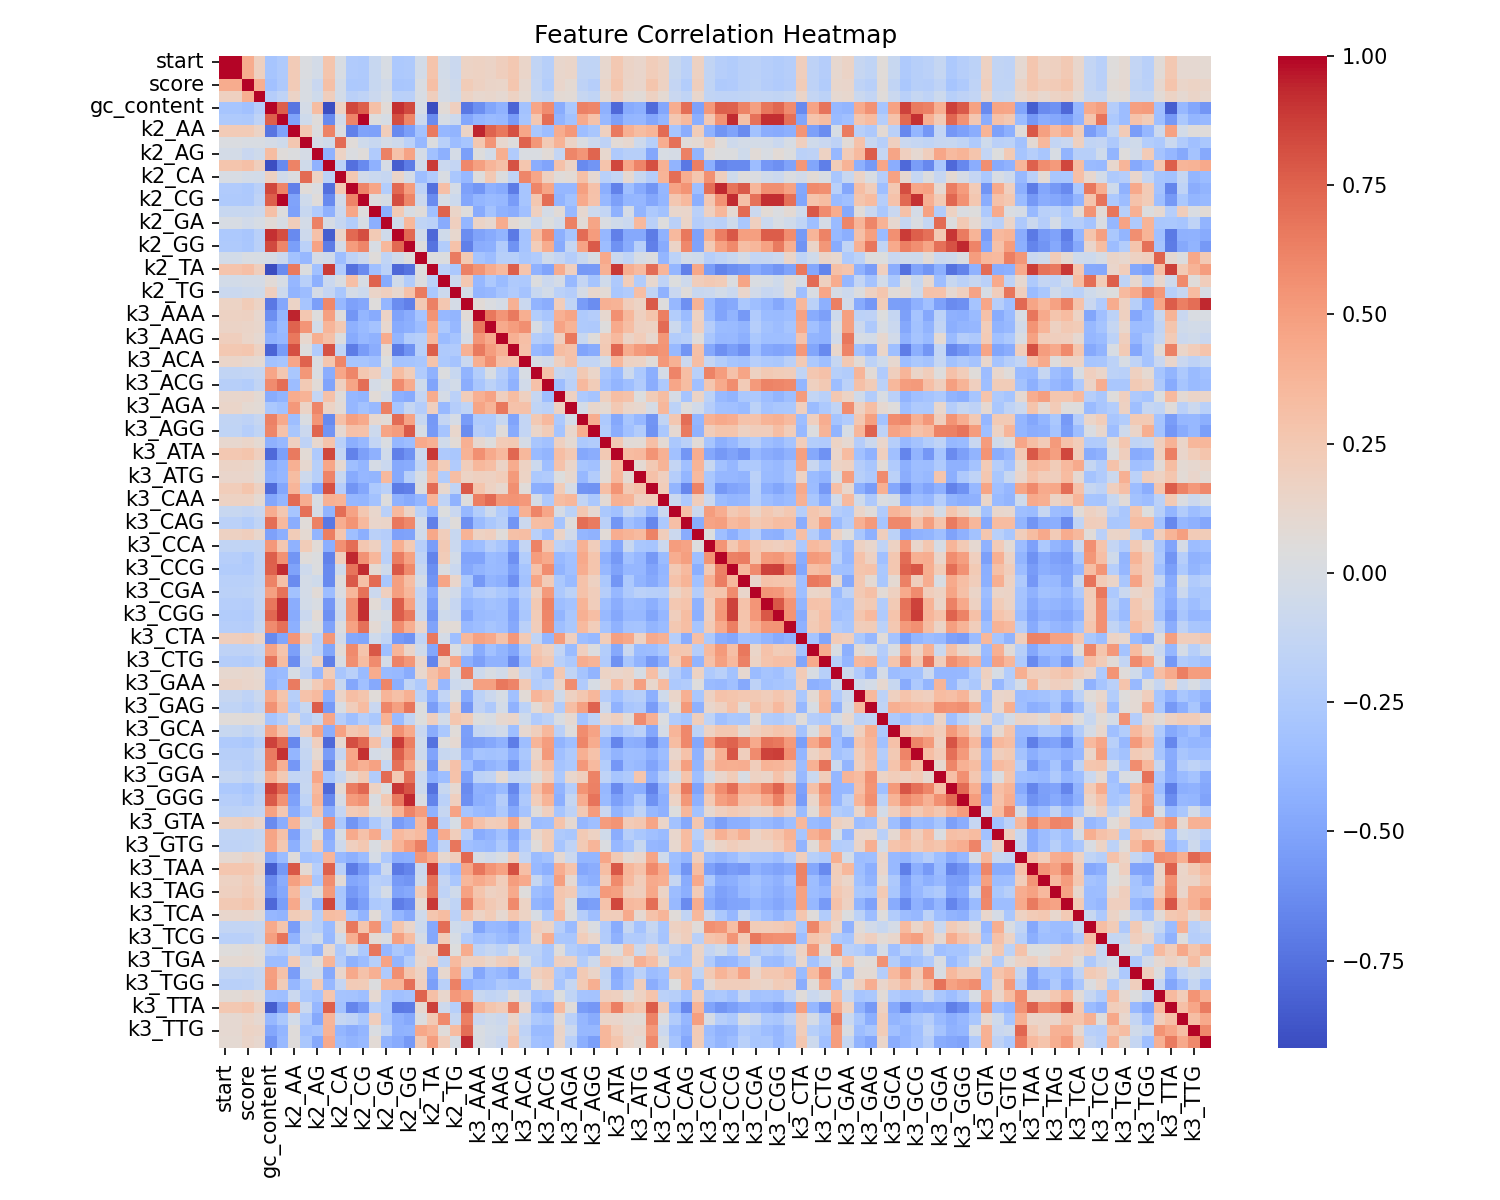 Feature Correlation Heatmap
start
score
gc_content
k2_AA
k2_AG
k2_CA
k2_CG
k2_GA
k2_GG
k2_TA
k2_TG
k3_AAA
k3_AAG
k3_ACA
k3_ACG
k3_AGA
k3_AGG
k3_ATA
k3_ATG
k3_CAA
k3_CAG
k3_CCA
k3_CCG
k3_CGA
k3_CGG
k3_CTA
k3_CTG
k3_GAA
k3_GAG
k3_GCA
k3_GCG
k3_GGA
k3_GGG
k3_GTA
k3_GTG
k3_TAA
k3_TAG
k3_TCA
k3_TCG
k3_TGA
k3_TGG
k3_TTA
k3_TTG
start
score
gc_content
k2_AA
k2_AG
k2_CA
k2_CG
k2_GA
k2_GG
k2_TA
k2_TG
k3_AAA
k3_AAG
k3_ACA
k3_ACG
k3_AGA
k3_AGG
k3_ATA
k3_ATG
k3_CAA
k3_CAG
k3_CCA
k3_CCG
k3_CGA
k3_CGG
k3_CTA
k3_CTG
k3_GAA
k3_GAG
k3_GCA
k3_GCG
k3_GGA
k3_GGG
k3_GTA
k3_GTG
k3_TAA
k3_TAG
k3_TCA
k3_TCG
k3_TGA
k3_TGG
k3_TTA
k3_TTG
1.00
0.75
0.50
0.25
0.00
−0.25
−0.50
−0.75